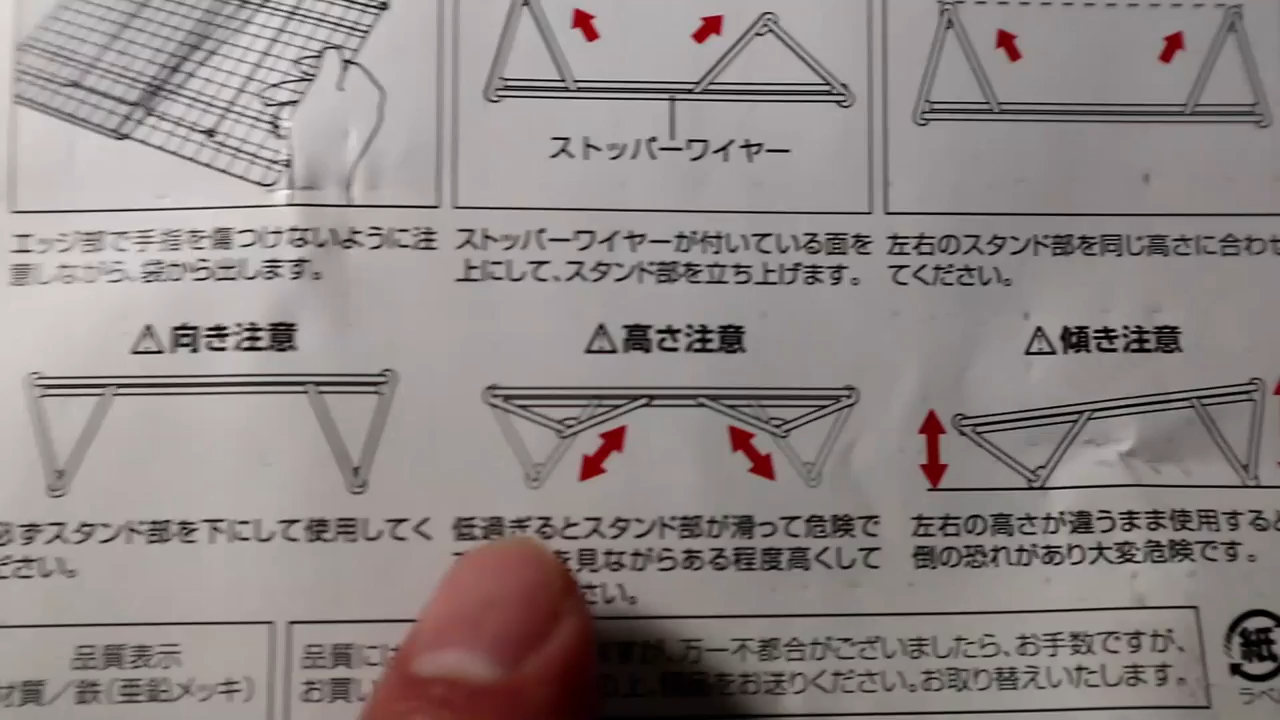 ストッパーワイヤー
エッジ部で手指を傷つけないように注
意しながら、袋から出します。
ストッパーワイヤーが付いている面を
上にして、スタンド部を立ち上げます。
左右のスタンド部を同じ高さに合わせ
てください。
⚠向き注意
⚠高さ注意
⚠傾き注意
必ずスタンド部を下にして使用してく
ださい。
低過ぎるとスタンド部が滑って危険で
を見ながらある程度高くして
さい。
左右の高さが違うまま使用すると
倒の恐れがあり大変危険です。
品質表示
材質/鉄(亜鉛メッキ)
品質に
万一不都合がございましたら、お手数ですが、
お買い
をお送りください。お取り替えいたします。
紙
ラベ